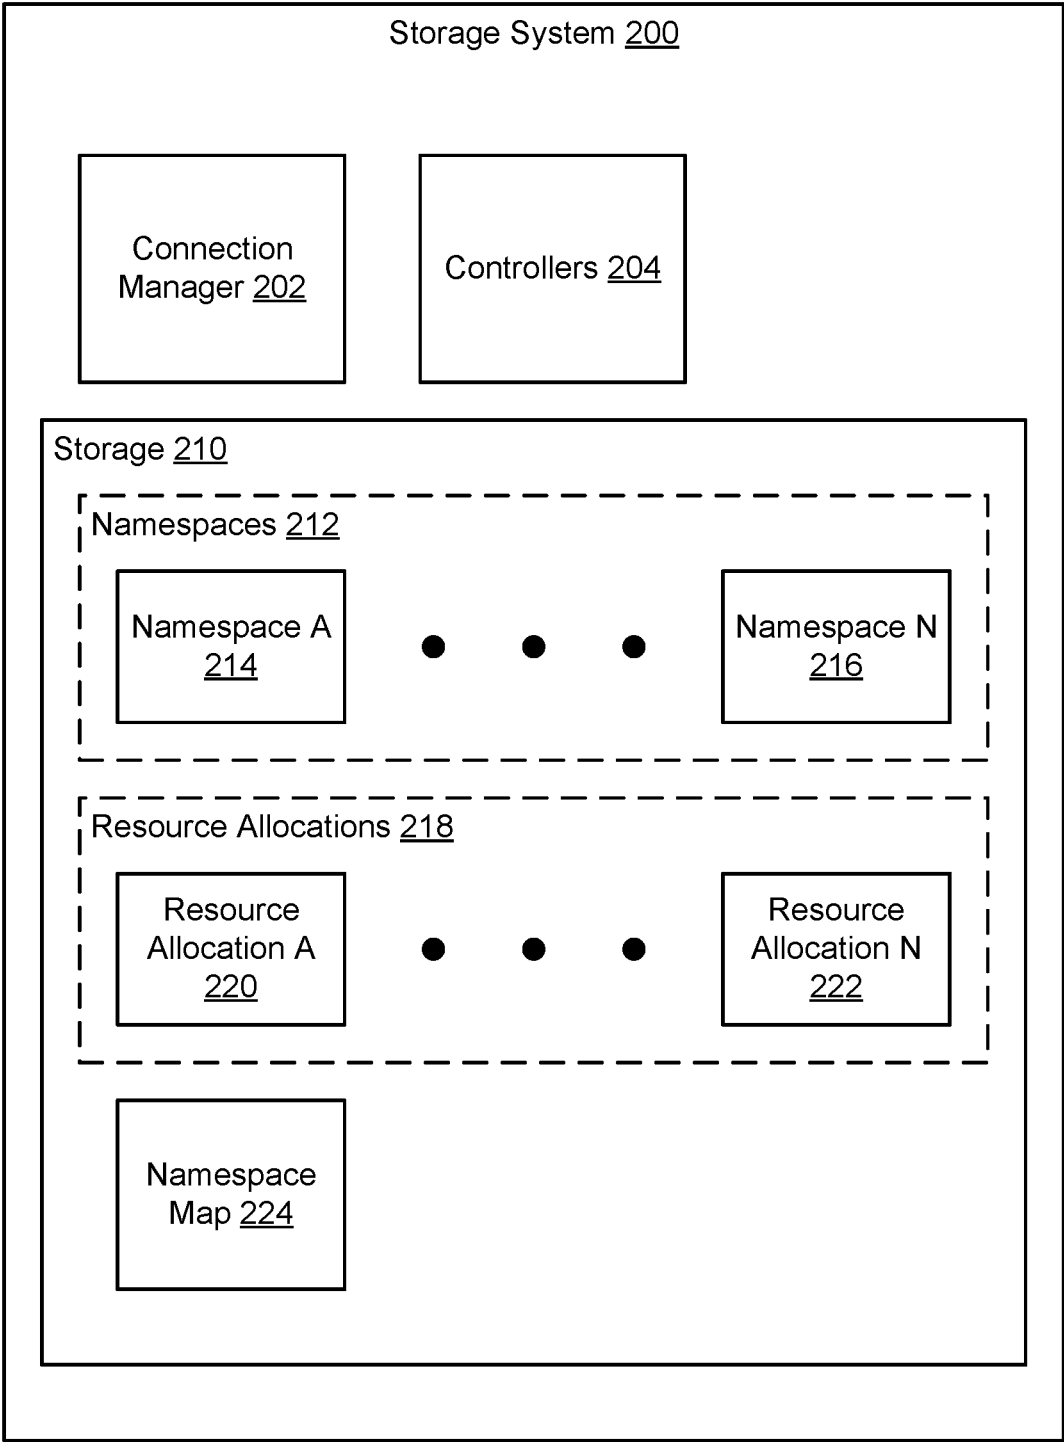 Storage System 200
Connection
Manager 202
Controllers 204
Storage 210
Namespaces 212
Namespace A
214
Namespace N
216
Resource Allocations 218
Resource
Allocation A
220
Resource
Allocation N
222
Namespace
Map 224